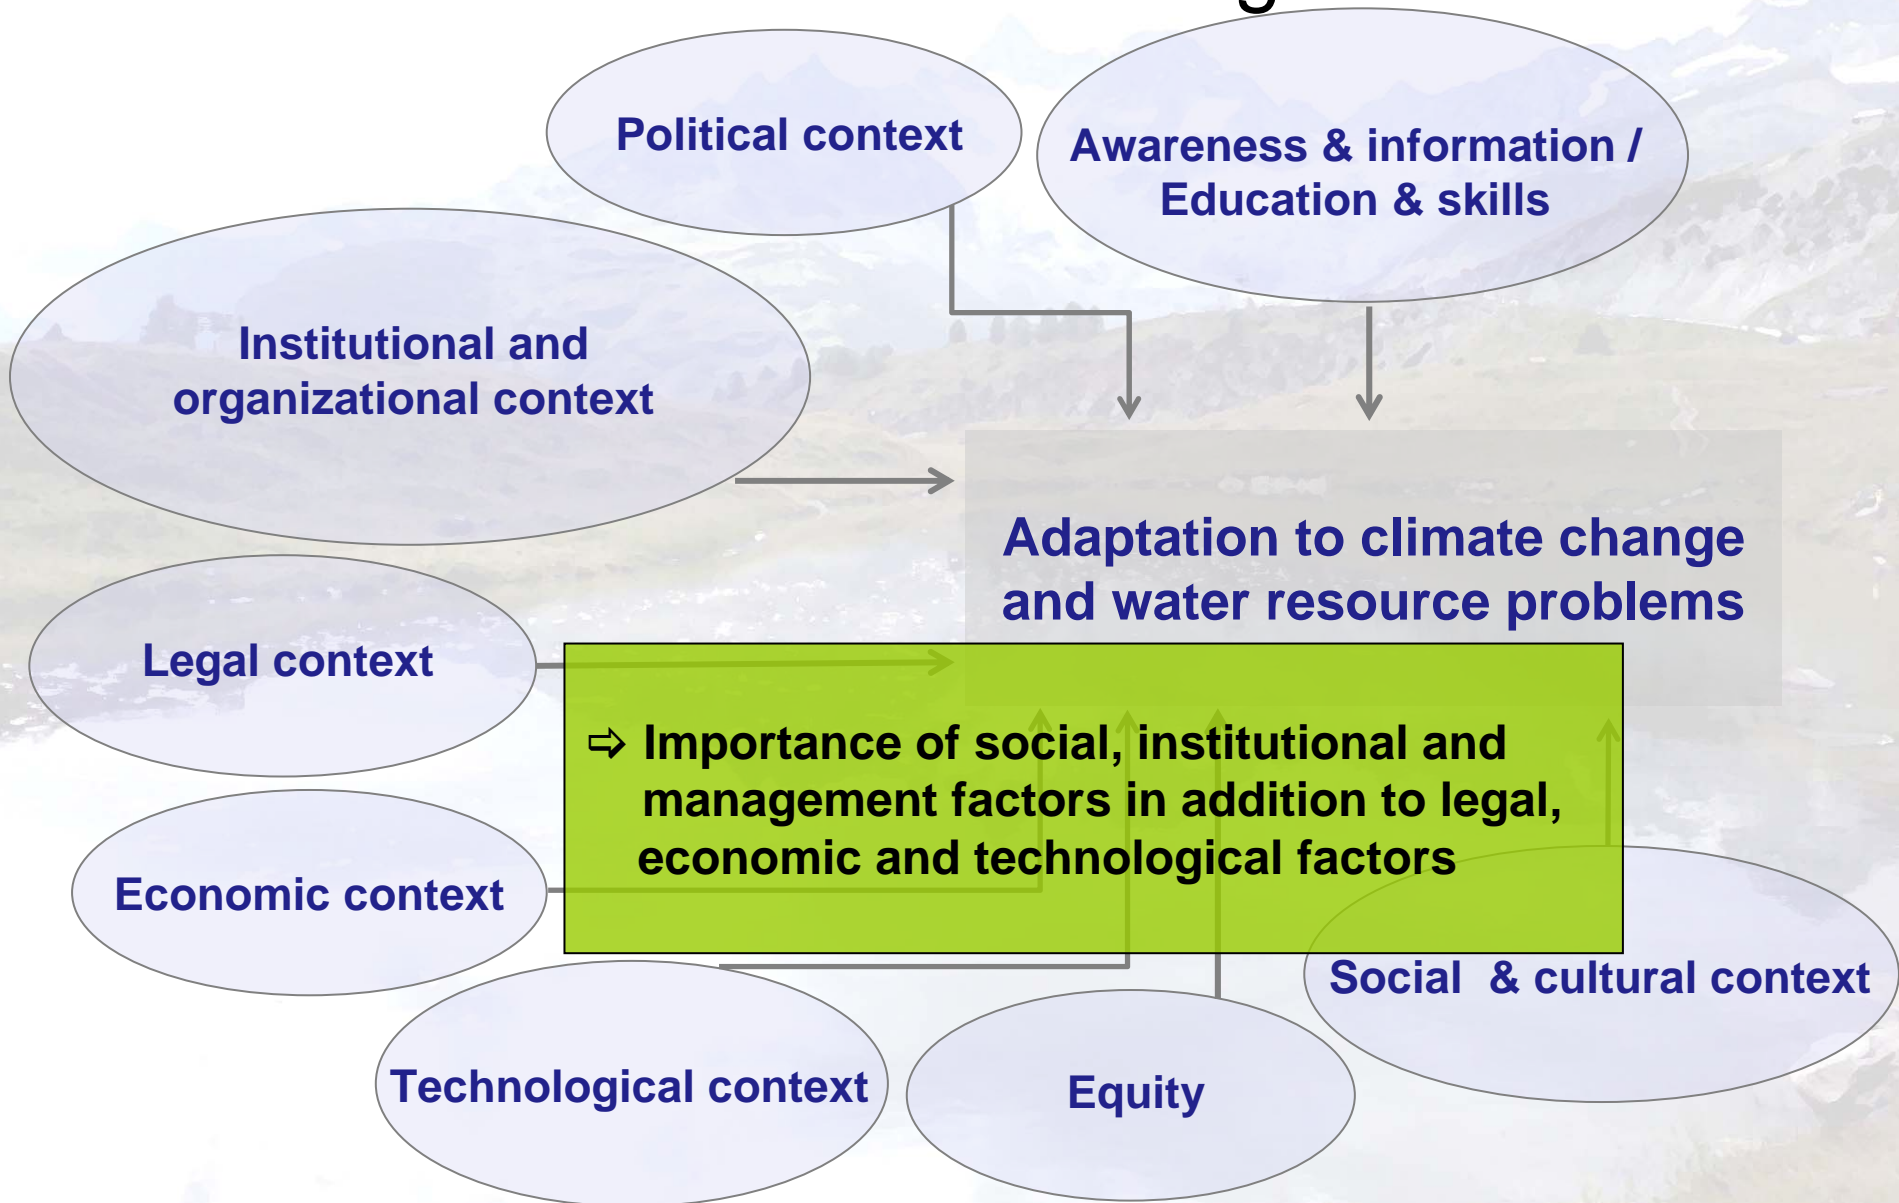 Political context
Awareness & information /
Education & skills
Institutional and
organizational context
Adaptation to climate change
and water resource problems
Legal context
⇨ Importance of social, institutional and
management factors in addition to legal,
economic and technological factors
Economic context
Social & cultural context
Technological context
Equity